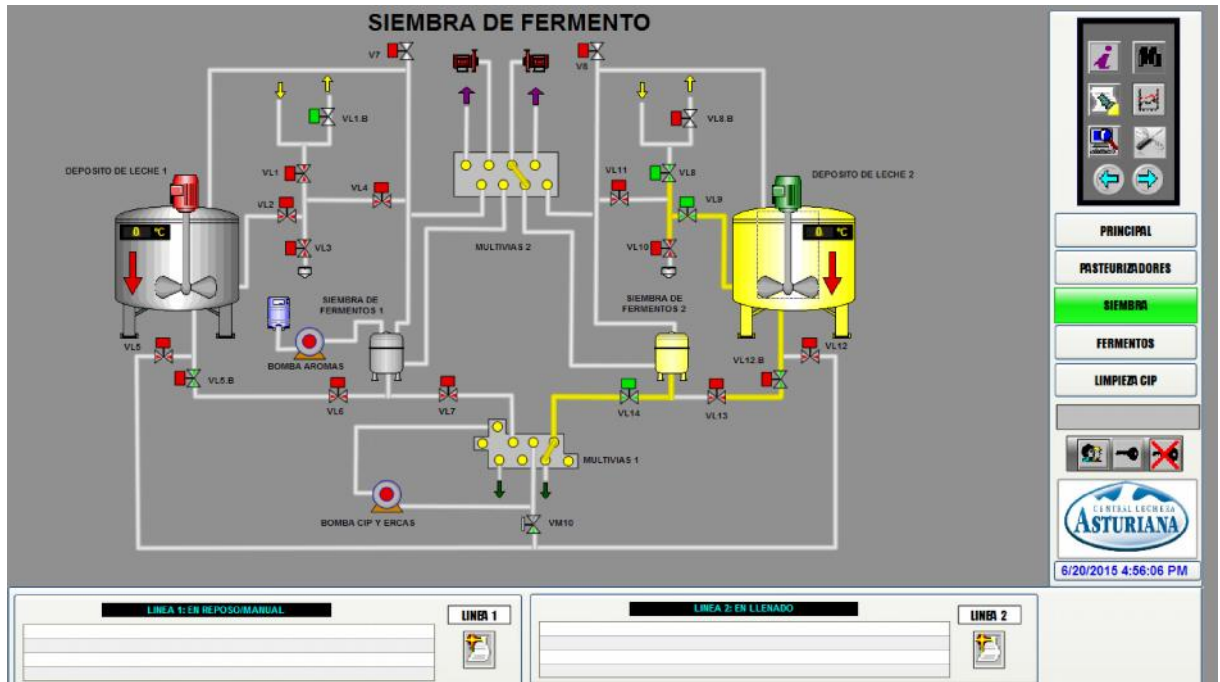 SIEMBRA DE FERMENTO
V7
V8
VL1.B
VL8.B
DEPOSITO DE LECHE 1
VL1
VL4
VL11
VL8
DEPOSITO DE LECHE 2
VL2
VL9
VL3
MULTIVIAS 2
VL10
0 ºC
0 ºC
SIEMBRA DE
FERMENTOS 1
SIEMBRA DE
FERMENTOS 2
VL5
BOMBA AROMAS
VL12.B
VL12
VL5.B
VL6
VL7
VL14
VL13
MULTIVIAS 1
BOMBA CIP Y ERCAS
VM10
PRINCIPAL
PASTEURIZADORES
SIEMBRA
FERMENTOS
LIMPIEZA CIP
CENTRAL LECHERA
ASTURIANA
6/20/2015 4:56:06 PM
LINEA 1: EN REPOSO/MANUAL
LINEA 1
LINEA 2: EN LLENADO
LINEA 2